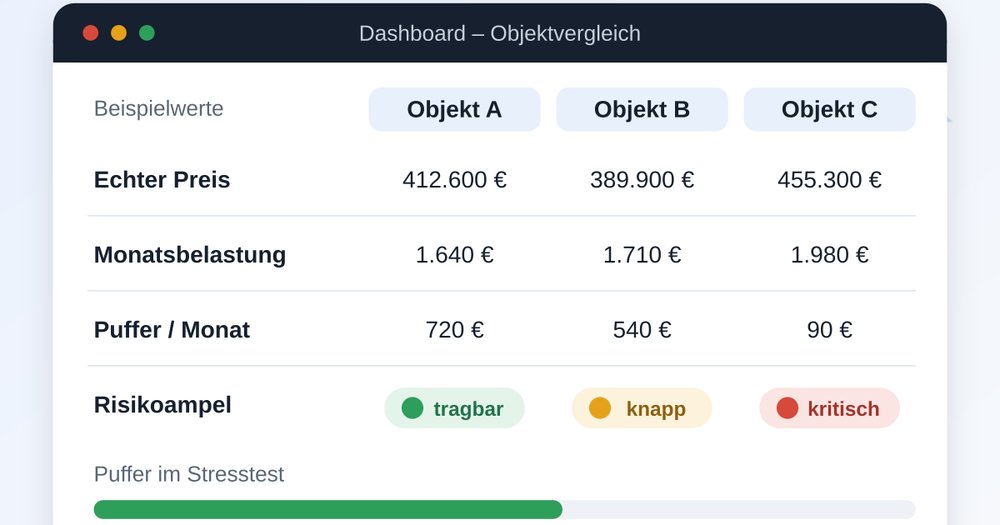 Dashboard – Objektvergleich
Beispielwerte Objekt A Objekt B Objekt C
Echter Preis 412.600 € 389.900 € 455.300 €
Monatsbelastung 1.640 € 1.710 € 1.980 €
Puffer / Monat 720 € 540 € 90 €
Risikoampel tragbar knapp kritisch
Puffer im Stresstest